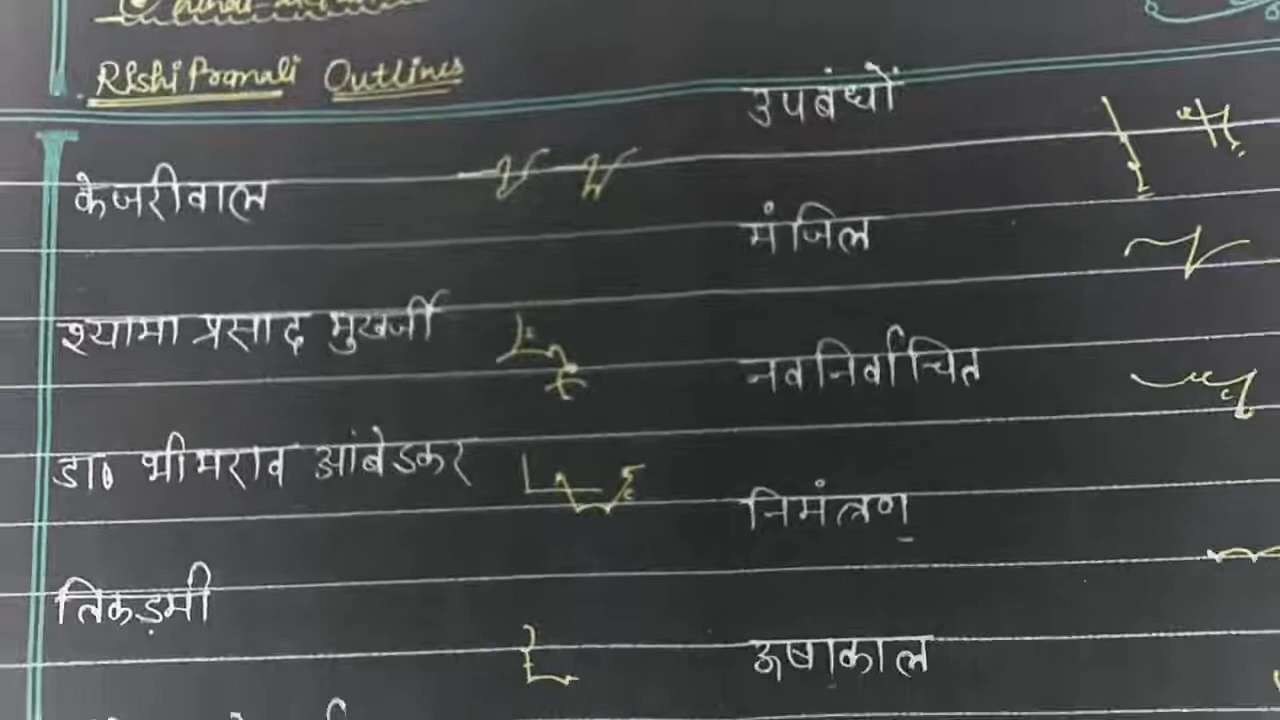 Rishi Pranali Outlines
केजरीवाल
श्यामा प्रसाद मुखर्जी
डा० भीमराव आंबेडकर
तिकड़मी
उपबंधों
मंजिल
नवनिर्वाचित
निमंत्रण
ऊषाकाल